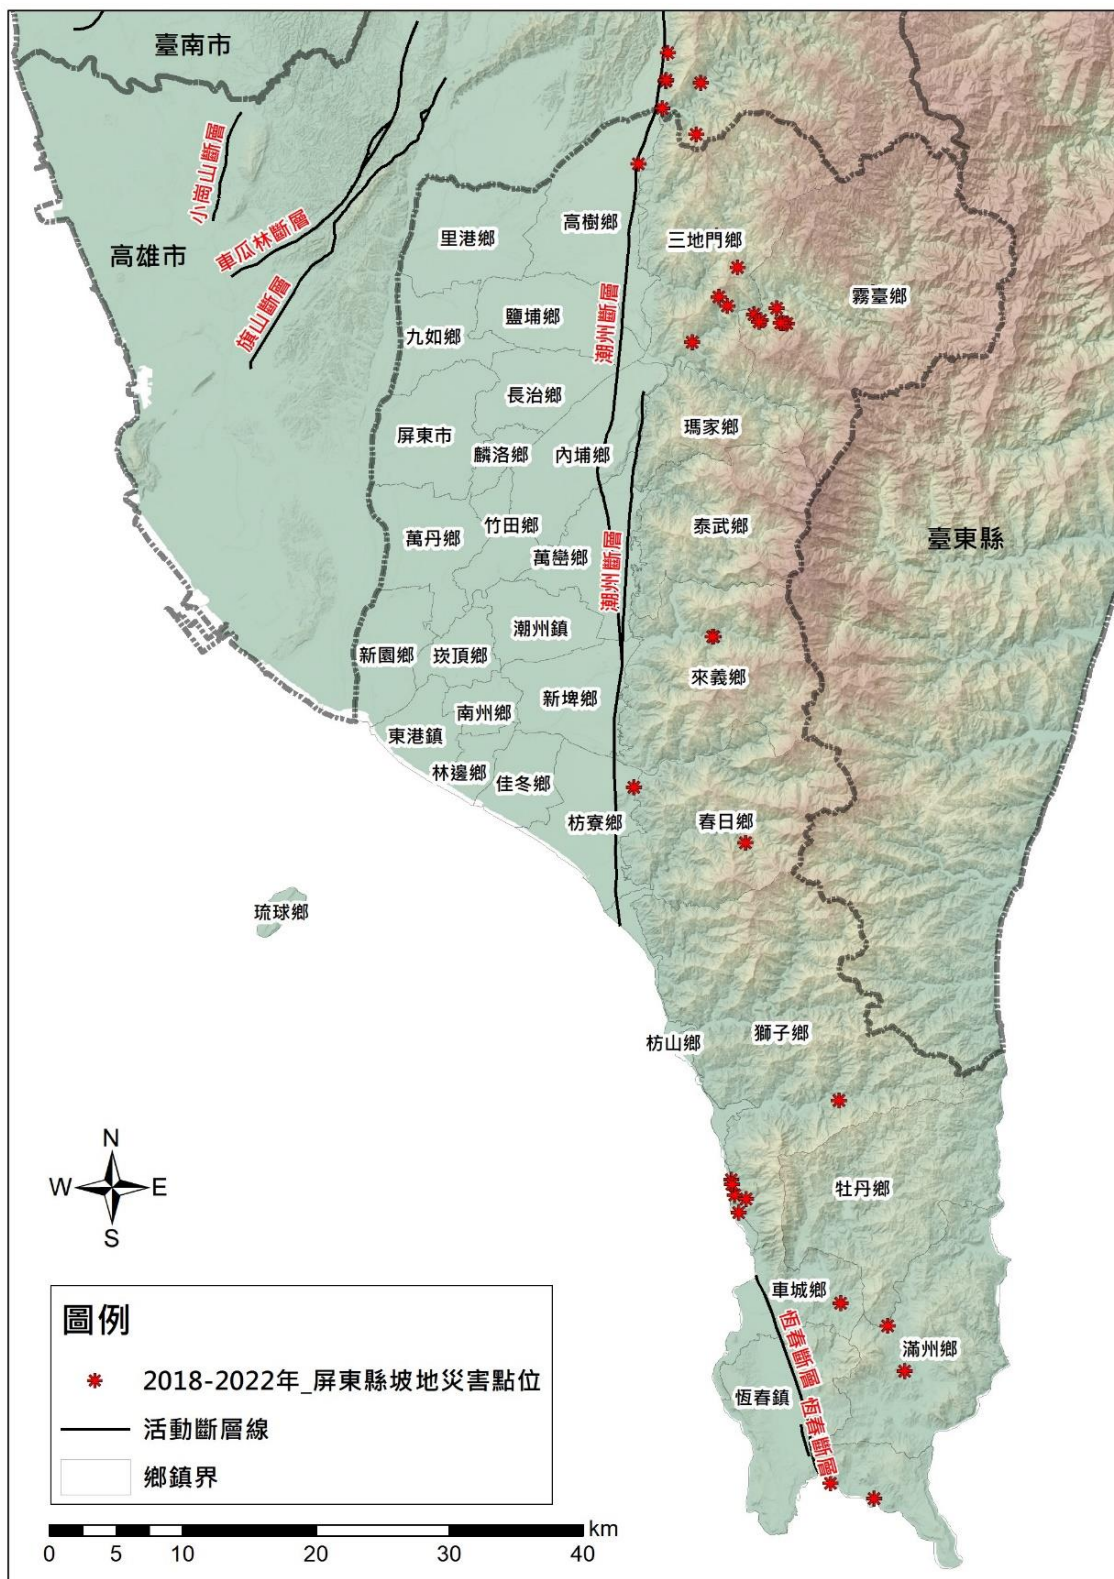 臺南市
小崗山斷層
高雄市
車瓜林斷層
旗山斷層
里港鄉
高樹鄉
三地門鄉
霧臺鄉
鹽埔鄉
九如鄉
潮州斷層
長治鄉
屏東市
麟洛鄉
內埔鄉
瑪家鄉
萬丹鄉
竹田鄉
萬巒鄉
潮州斷層
泰武鄉
臺東縣
潮州鎮
新園鄉
崁頂鄉
來義鄉
新埤鄉
南州鄉
東港鎮
林邊鄉
佳冬鄉
枋寮鄉
春日鄉
琉球鄉
獅子鄉
枋山鄉
牡丹鄉
車城鄉
恆春斷層
滿州鄉
恆春鎮
恆春斷層
N
W
E
S
圖例
2018-2022年_屏東縣坡地災害點位
活動斷層線
鄉鎮界
km
0 5 10 20 30 40